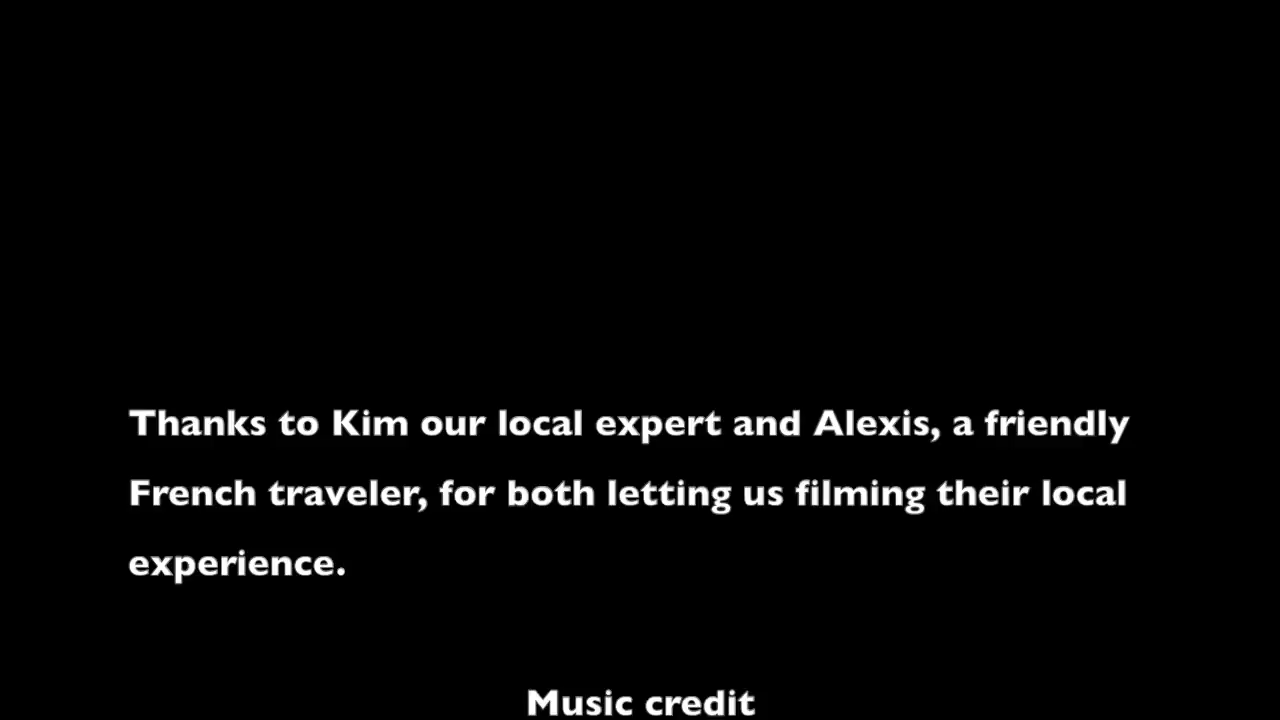 Thanks to Kim our local expert and Alexis, a friendly
French traveler, for both letting us filming their local
experience.
Music credit